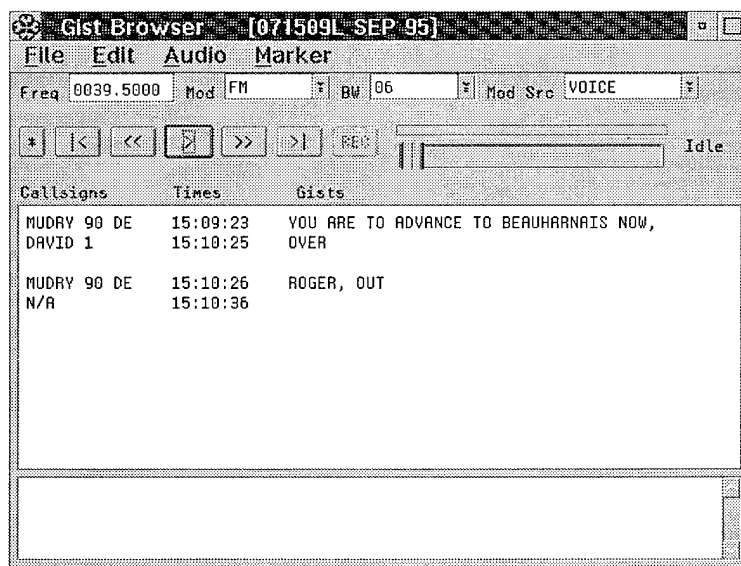 Gist Browser [071509L SEP 95]
File Edit Audio Marker
Freq 0039.5000 Mod FM BW 06 Mod Src VOICE
* |< << >| >> >| REC Idle
Callsigns Times Gists
MUDRY 90 DE 15:09:23 YOU ARE TO ADVANCE TO BEAUHARNAIS NOW,
DAVID 1 15:10:25 OVER
MUDRY 90 DE 15:10:26 ROGER, OUT
N/A 15:10:36